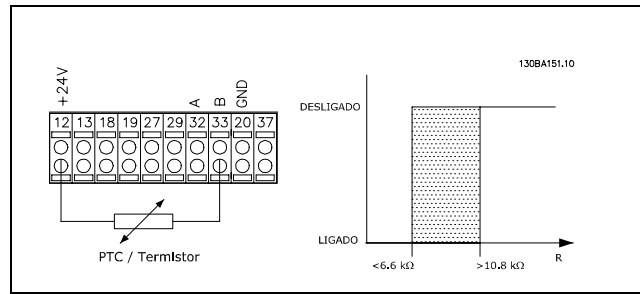 130BA151.10
+24V
A
B
GND
12 13 18 19 27 29 32 33 20 37
PTC / Termistor
DESLIGADO
LIGADO
<6.6 kΩ
>10.8 kΩ
R